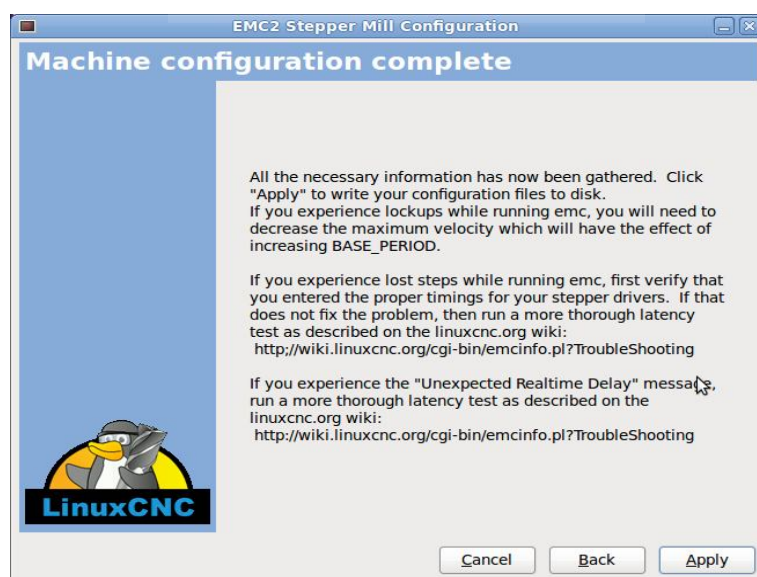 EMC2 Stepper Mill Configuration
Machine configuration complete
All the necessary information has now been gathered.  Click
"Apply" to write your configuration files to disk.
If you experience lockups while running emc, you will need to
decrease the maximum velocity which will have the effect of
increasing BASE_PERIOD.
If you experience lost steps while running emc, first verify that
you entered the proper timings for your stepper drivers.  If that
does not fix the problem, then run a more thorough latency
test as described on the linuxcnc.org wiki:
http;//wiki.linuxcnc.org/cgi-bin/emcinfo.pl?TroubleShooting
If you experience the "Unexpected Realtime Delay" message,
run a more thorough latency test as described on the
linuxcnc.org wiki:
http://wiki.linuxcnc.org/cgi-bin/emcinfo.pl?TroubleShooting
LinuxCNC
Cancel Back Apply